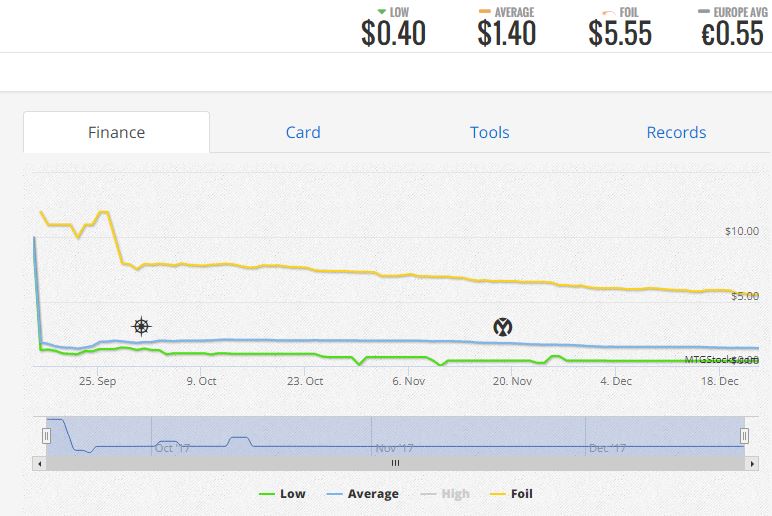 LOW AVERAGE FOIL EUROPE AVG
$0.40 $1.40 $5.55 €0.55
Finance Card Tools Records
$10.00
$5.00
MTGStocks.com
$0.00
25. Sep 9. Oct 23. Oct 6. Nov 20. Nov 4. Dec 18. Dec
Oct '17 Nov '17 Dec '17
Low Average High Foil